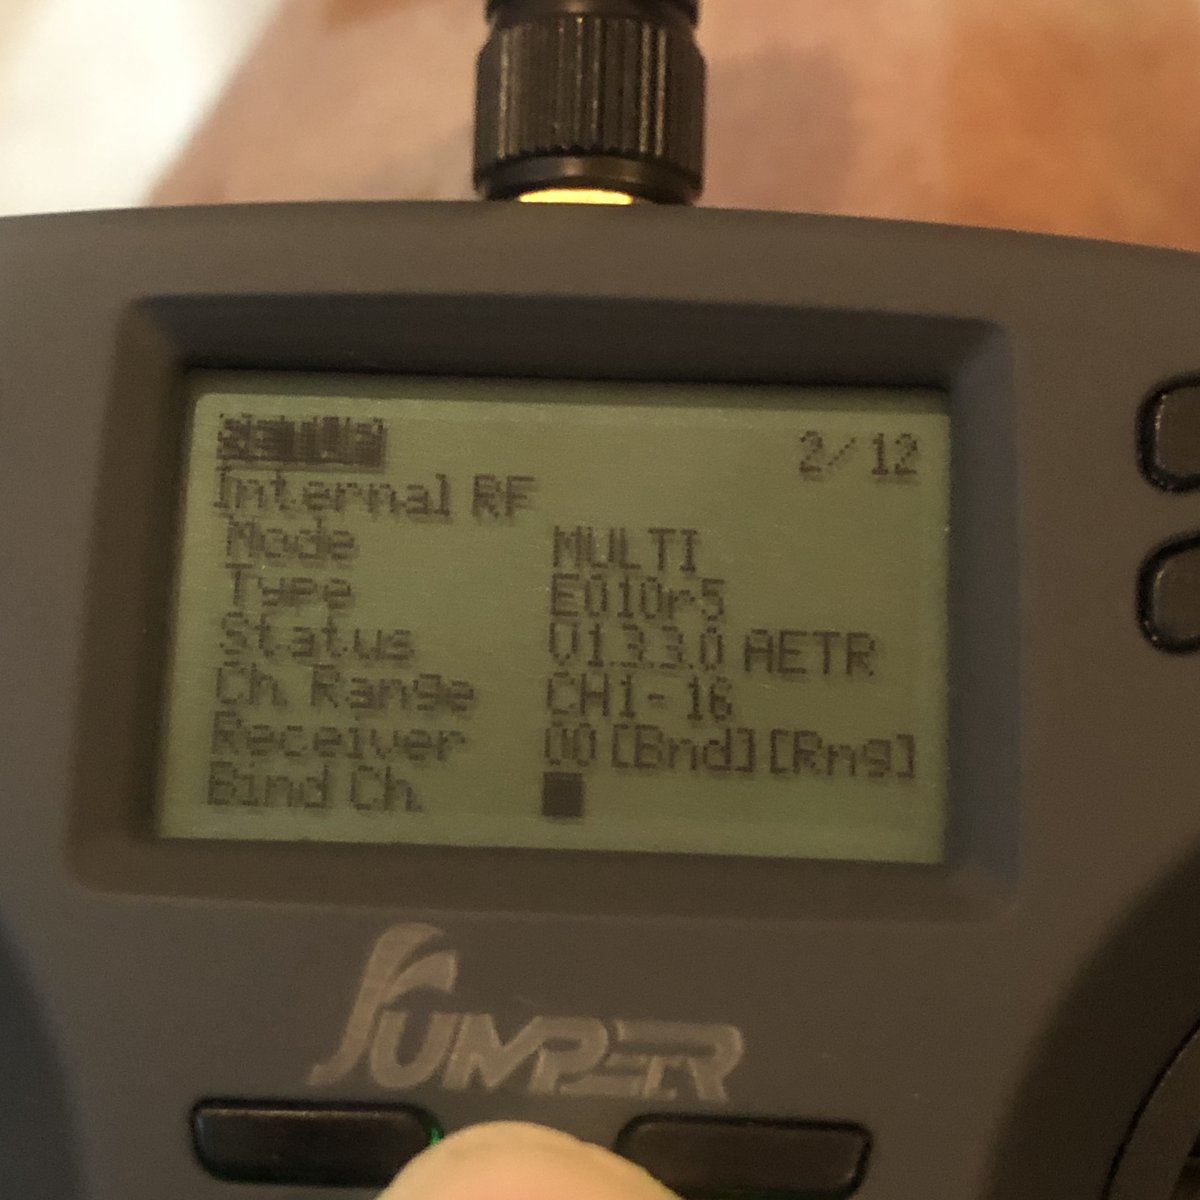 2/12
Internal RF
Mode MULTI
Type E010r5
Status V1.3.3.0 AETR
Ch. Range CH1-16
Receiver 00 [Bnd] [Rng]
Bind Ch.
JUMPER